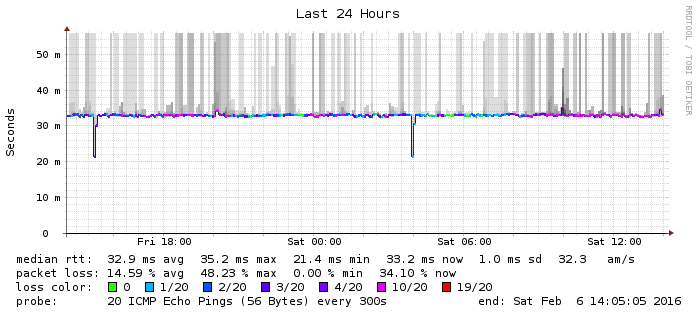 Last 24 Hours
RRDTOOL / TOBI OETIKER
Seconds
50 m
40 m
30 m
20 m
10 m
0
Fri 18:00 Sat 00:00 Sat 06:00 Sat 12:00
median rtt: 32.9 ms avg 35.2 ms max 21.4 ms min 33.2 ms now 1.0 ms sd 32.3 am/s
packet loss: 14.59 % avg 48.23 % max 0.00 % min 34.10 % now
loss color: 0 1/20 2/20 3/20 4/20 10/20 19/20
probe: 20 ICMP Echo Pings (56 Bytes) every 300s end: Sat Feb 6 14:05:05 2016